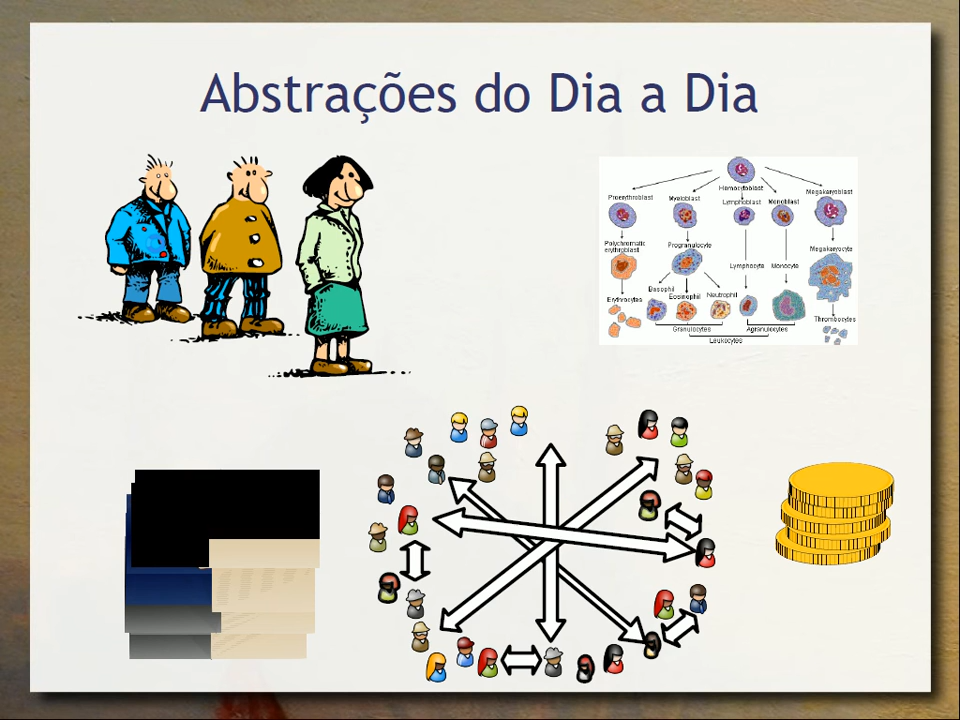 Abstrações do Dia a Dia
Hemocytoblast
Proerythroblast
Myeloblast
Lymphoblast
Monoblast
Megakaryoblast
Polychromatic
erythroblast
Progranulocyte
Megakaryocyte
Lymphocyte
Monocyte
Basophil
Eosinophil
Neutrophil
Erythrocytes
Thrombocytes
Granulocytes
Agranulocytes
Leukocytes